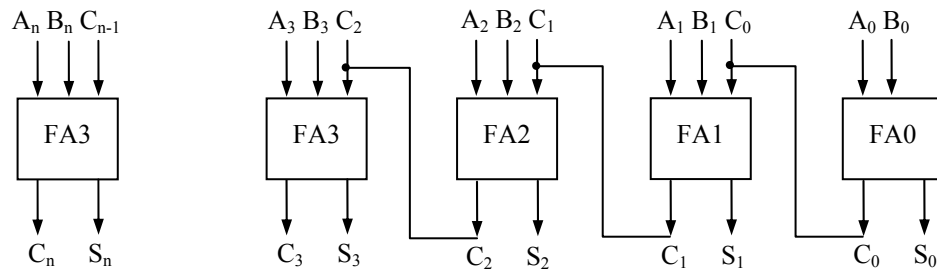 Aₙ Bₙ Cₙ₋₁ A₃ B₃ C₂ A₂ B₂ C₁ A₁ B₁ C₀ A₀ B₀
FA3 FA3 FA2 FA1 FA0
Cₙ Sₙ C₃ S₃ C₂ S₂ C₁ S₁ C₀ S₀